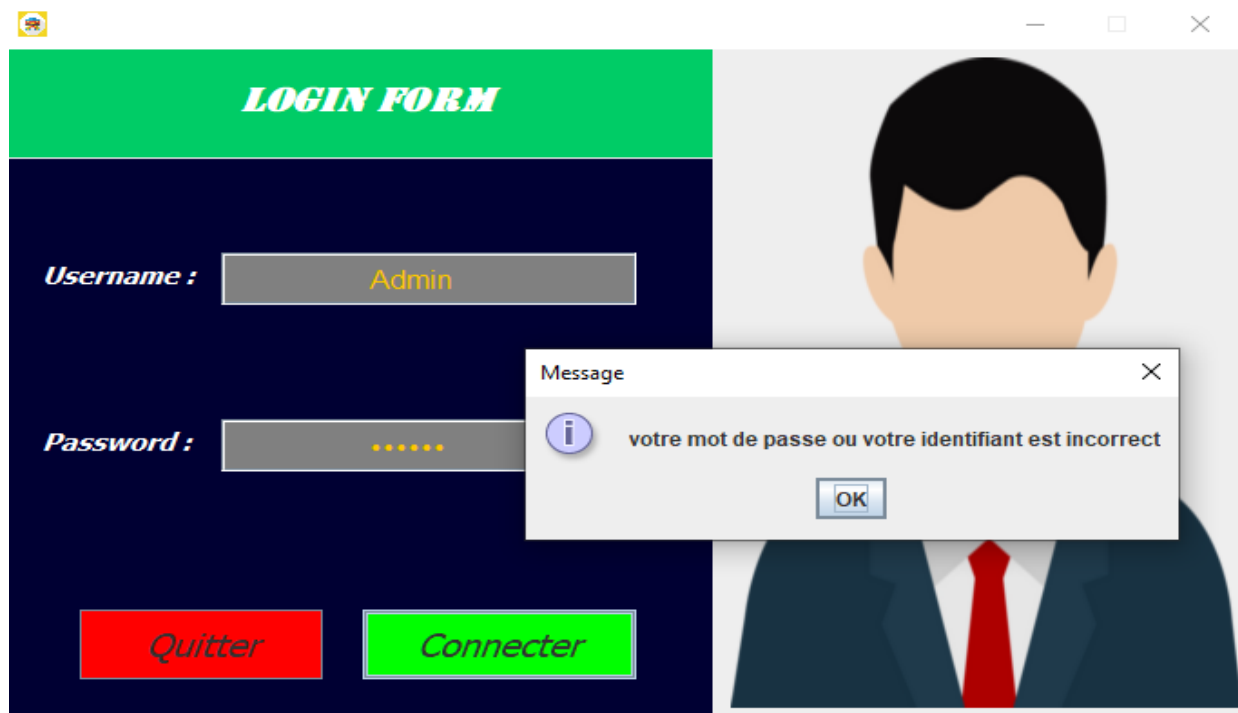 LOGIN FORM
Username :
Admin
Password :
••••••
Message
votre mot de passe ou votre identifiant est incorrect
OK
Quitter
Connecter